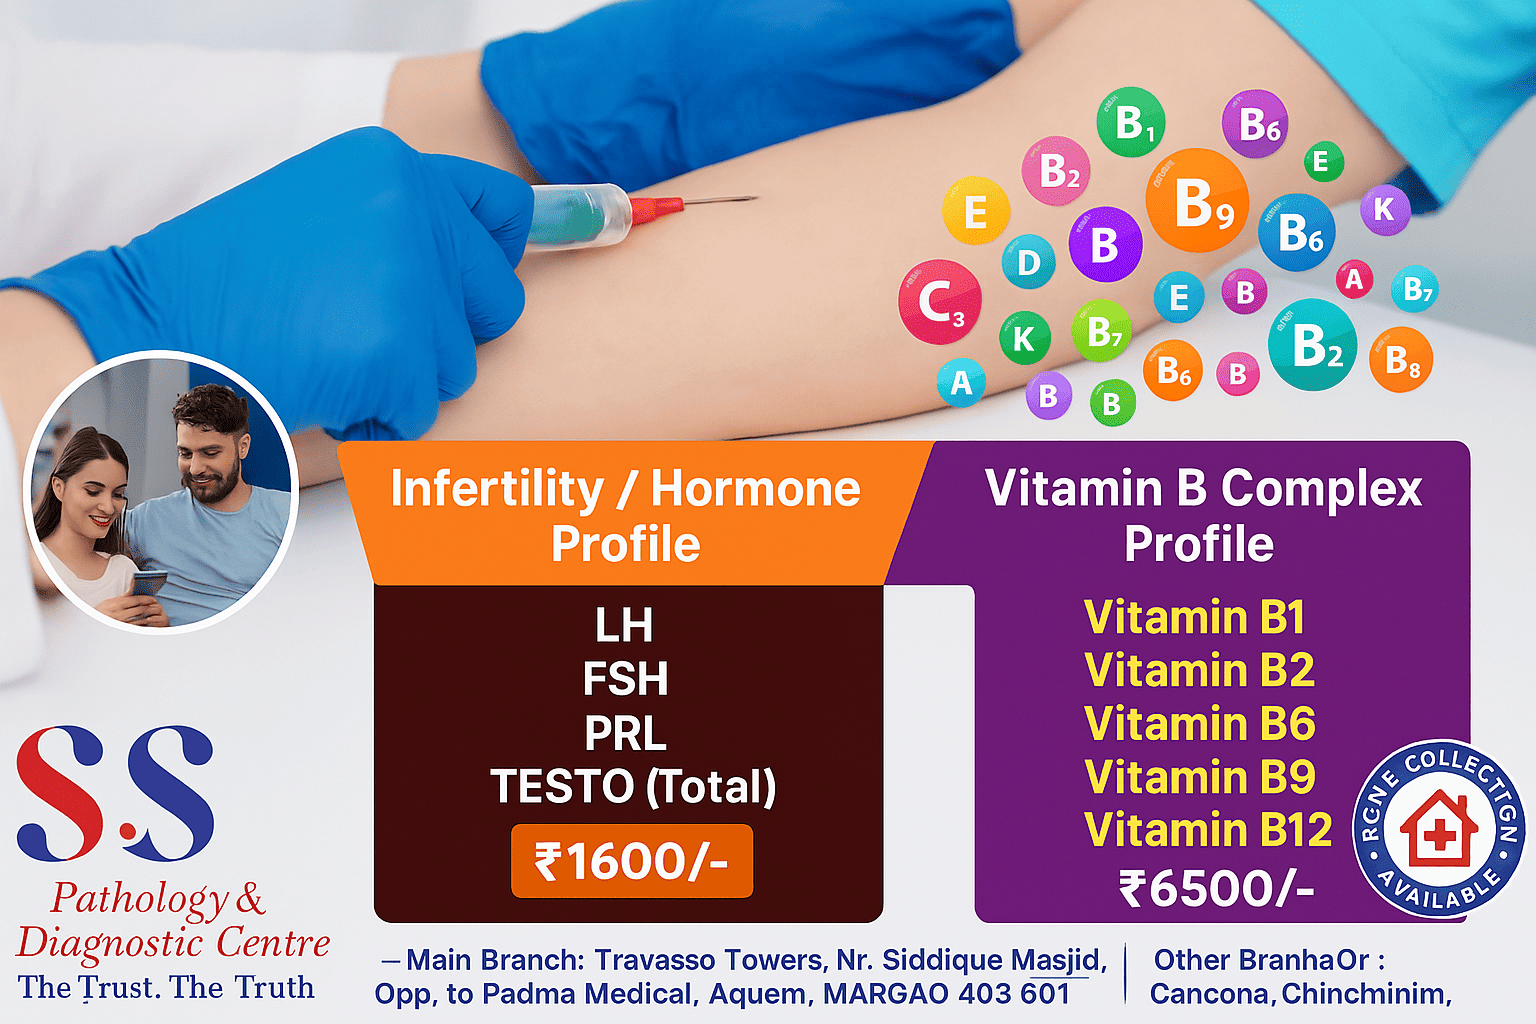 B1
B6
E
B2
B9
K
E
B
B6
D
C3
E
B
A
B7
K
B7
B2
B8
A
B6
B
B
B
Infertility / Hormone
Profile
LH
FSH
PRL
TESTO (Total)
₹1600/-
Vitamin B Complex
Profile
Vitamin B1
Vitamin B2
Vitamin B6
Vitamin B9
Vitamin B12
₹6500/-
RCNE COLLECTTGN
• AVAILABLE •
S.S
Pathology &
Diagnostic Centre
The Trust. The Truth
— Main Branch: Travasso Towers, Nr. Siddique Masjid,
Opp, to Padma Medical, Aquem, MARGAO 403 601
Other BranhaOr :
Cancona, Chincminim,